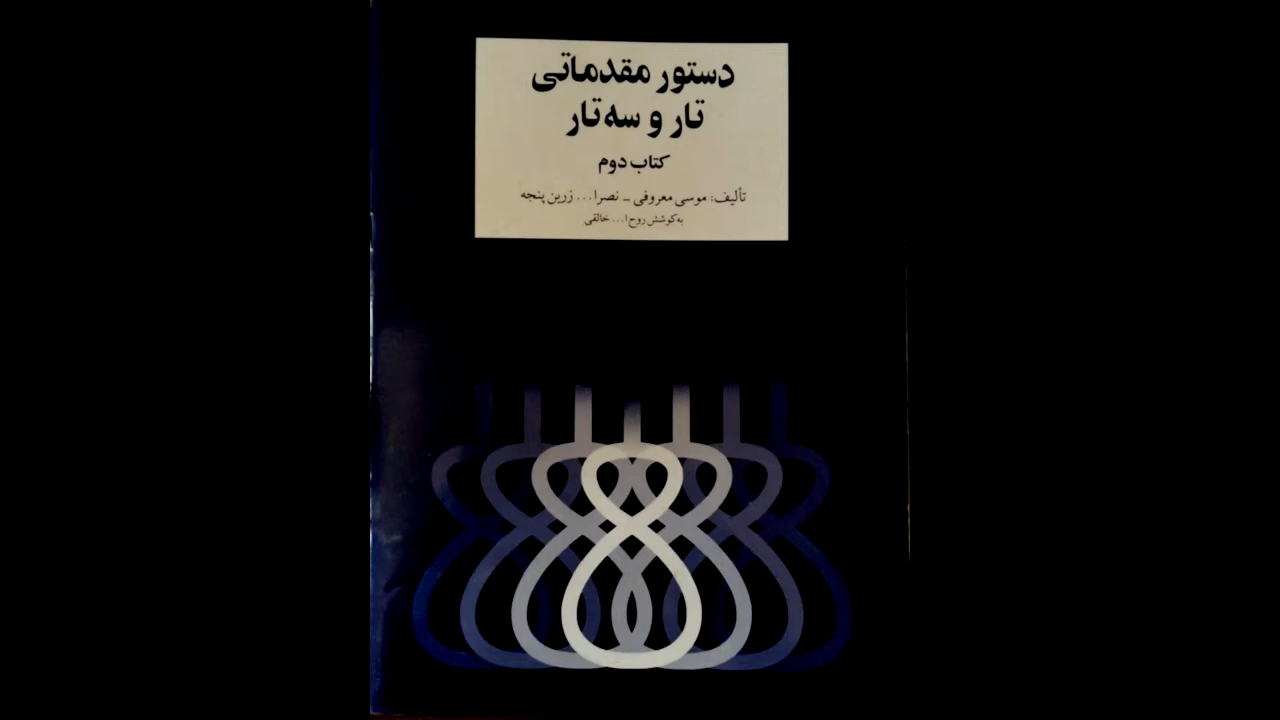 دستور مقدماتی
تار و سه‌تار
کتاب دوم
تألیف: موسی معروفی ـ نصرا... زرین پنجه
به‌کوشش روح ا... خالقی